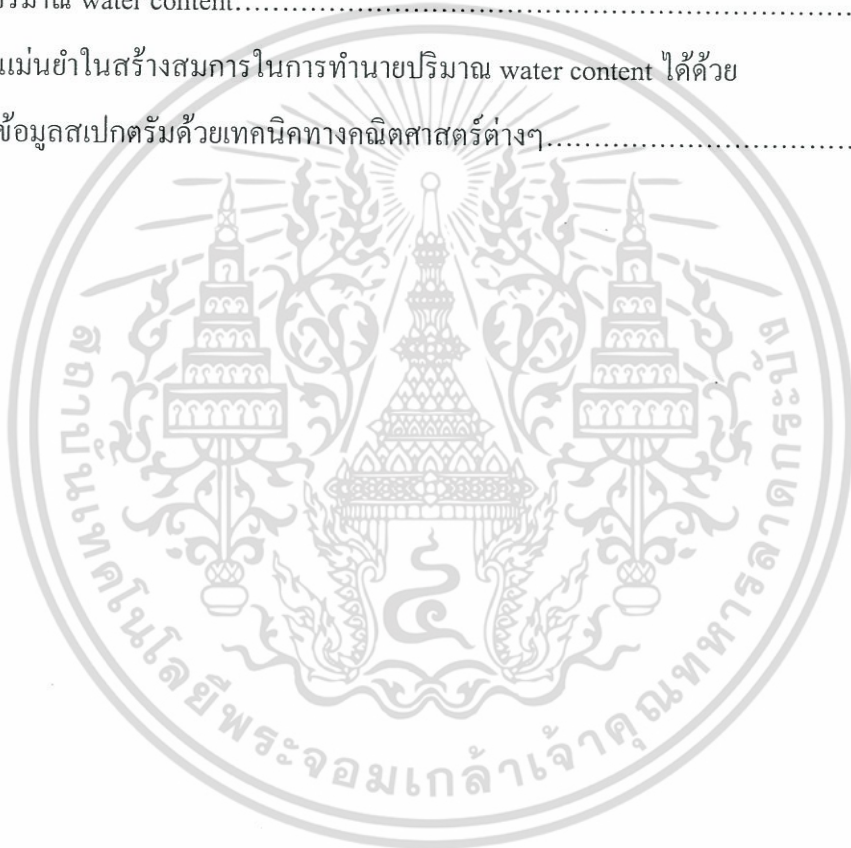 ปริมาณ water content……………………………………………………
แม่นยำในสร้างสมการในการทำนายปริมาณ water content ได้ด้วย
ข้อมูลสเปกตรัมด้วยเทคนิคทางคณิตศาสตร์ต่างๆ……………………………
สถาบันเทคโนโลยีพระจอมเกล้าเจ้าคุณทหารลาดกระบัง